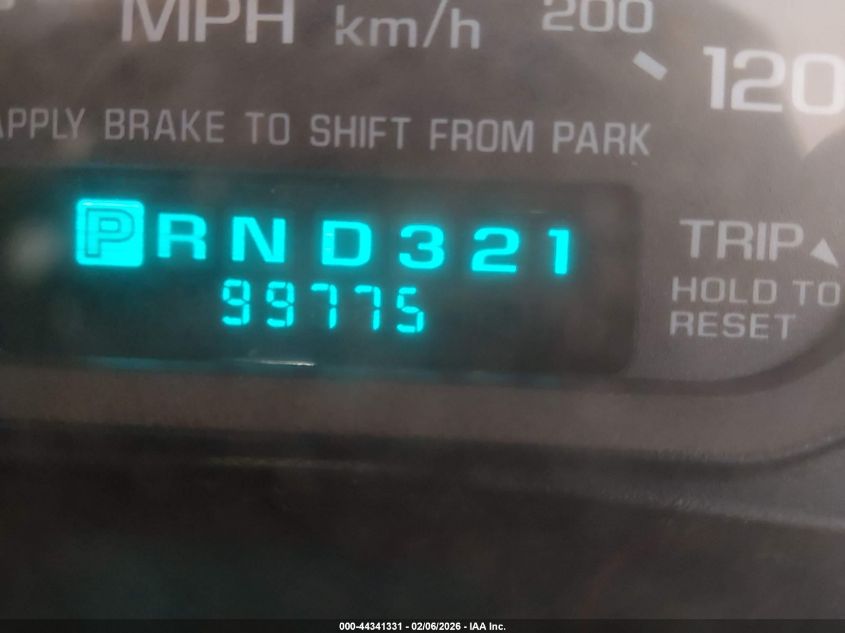 MPH km/h 200
120
APPLY BRAKE TO SHIFT FROM PARK
P R N D 3 2 1
99775
TRIP▲
HOLD TO
RESET
000-44341331 - 02/06/2026 - IAA Inc.